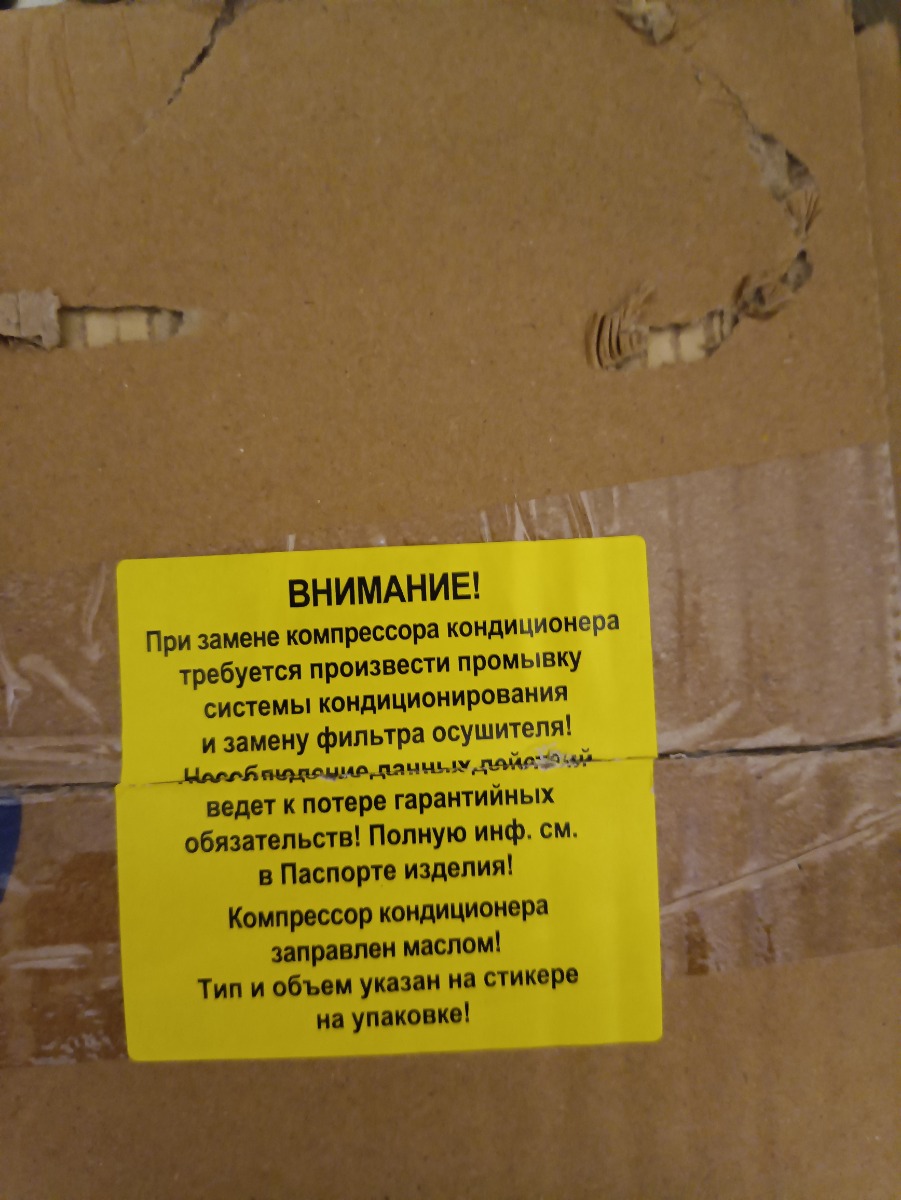 ВНИМАНИЕ!
При замене компрессора кондиционера
требуется произвести промывку
системы кондиционирования
и замену фильтра осушителя!
Несоблюдение данных действий
ведет к потере гарантийных
обязательств! Полную инф. см.
в Паспорте изделия!
Компрессор кондиционера
заправлен маслом!
Тип и объем указан на стикере
на упаковке!